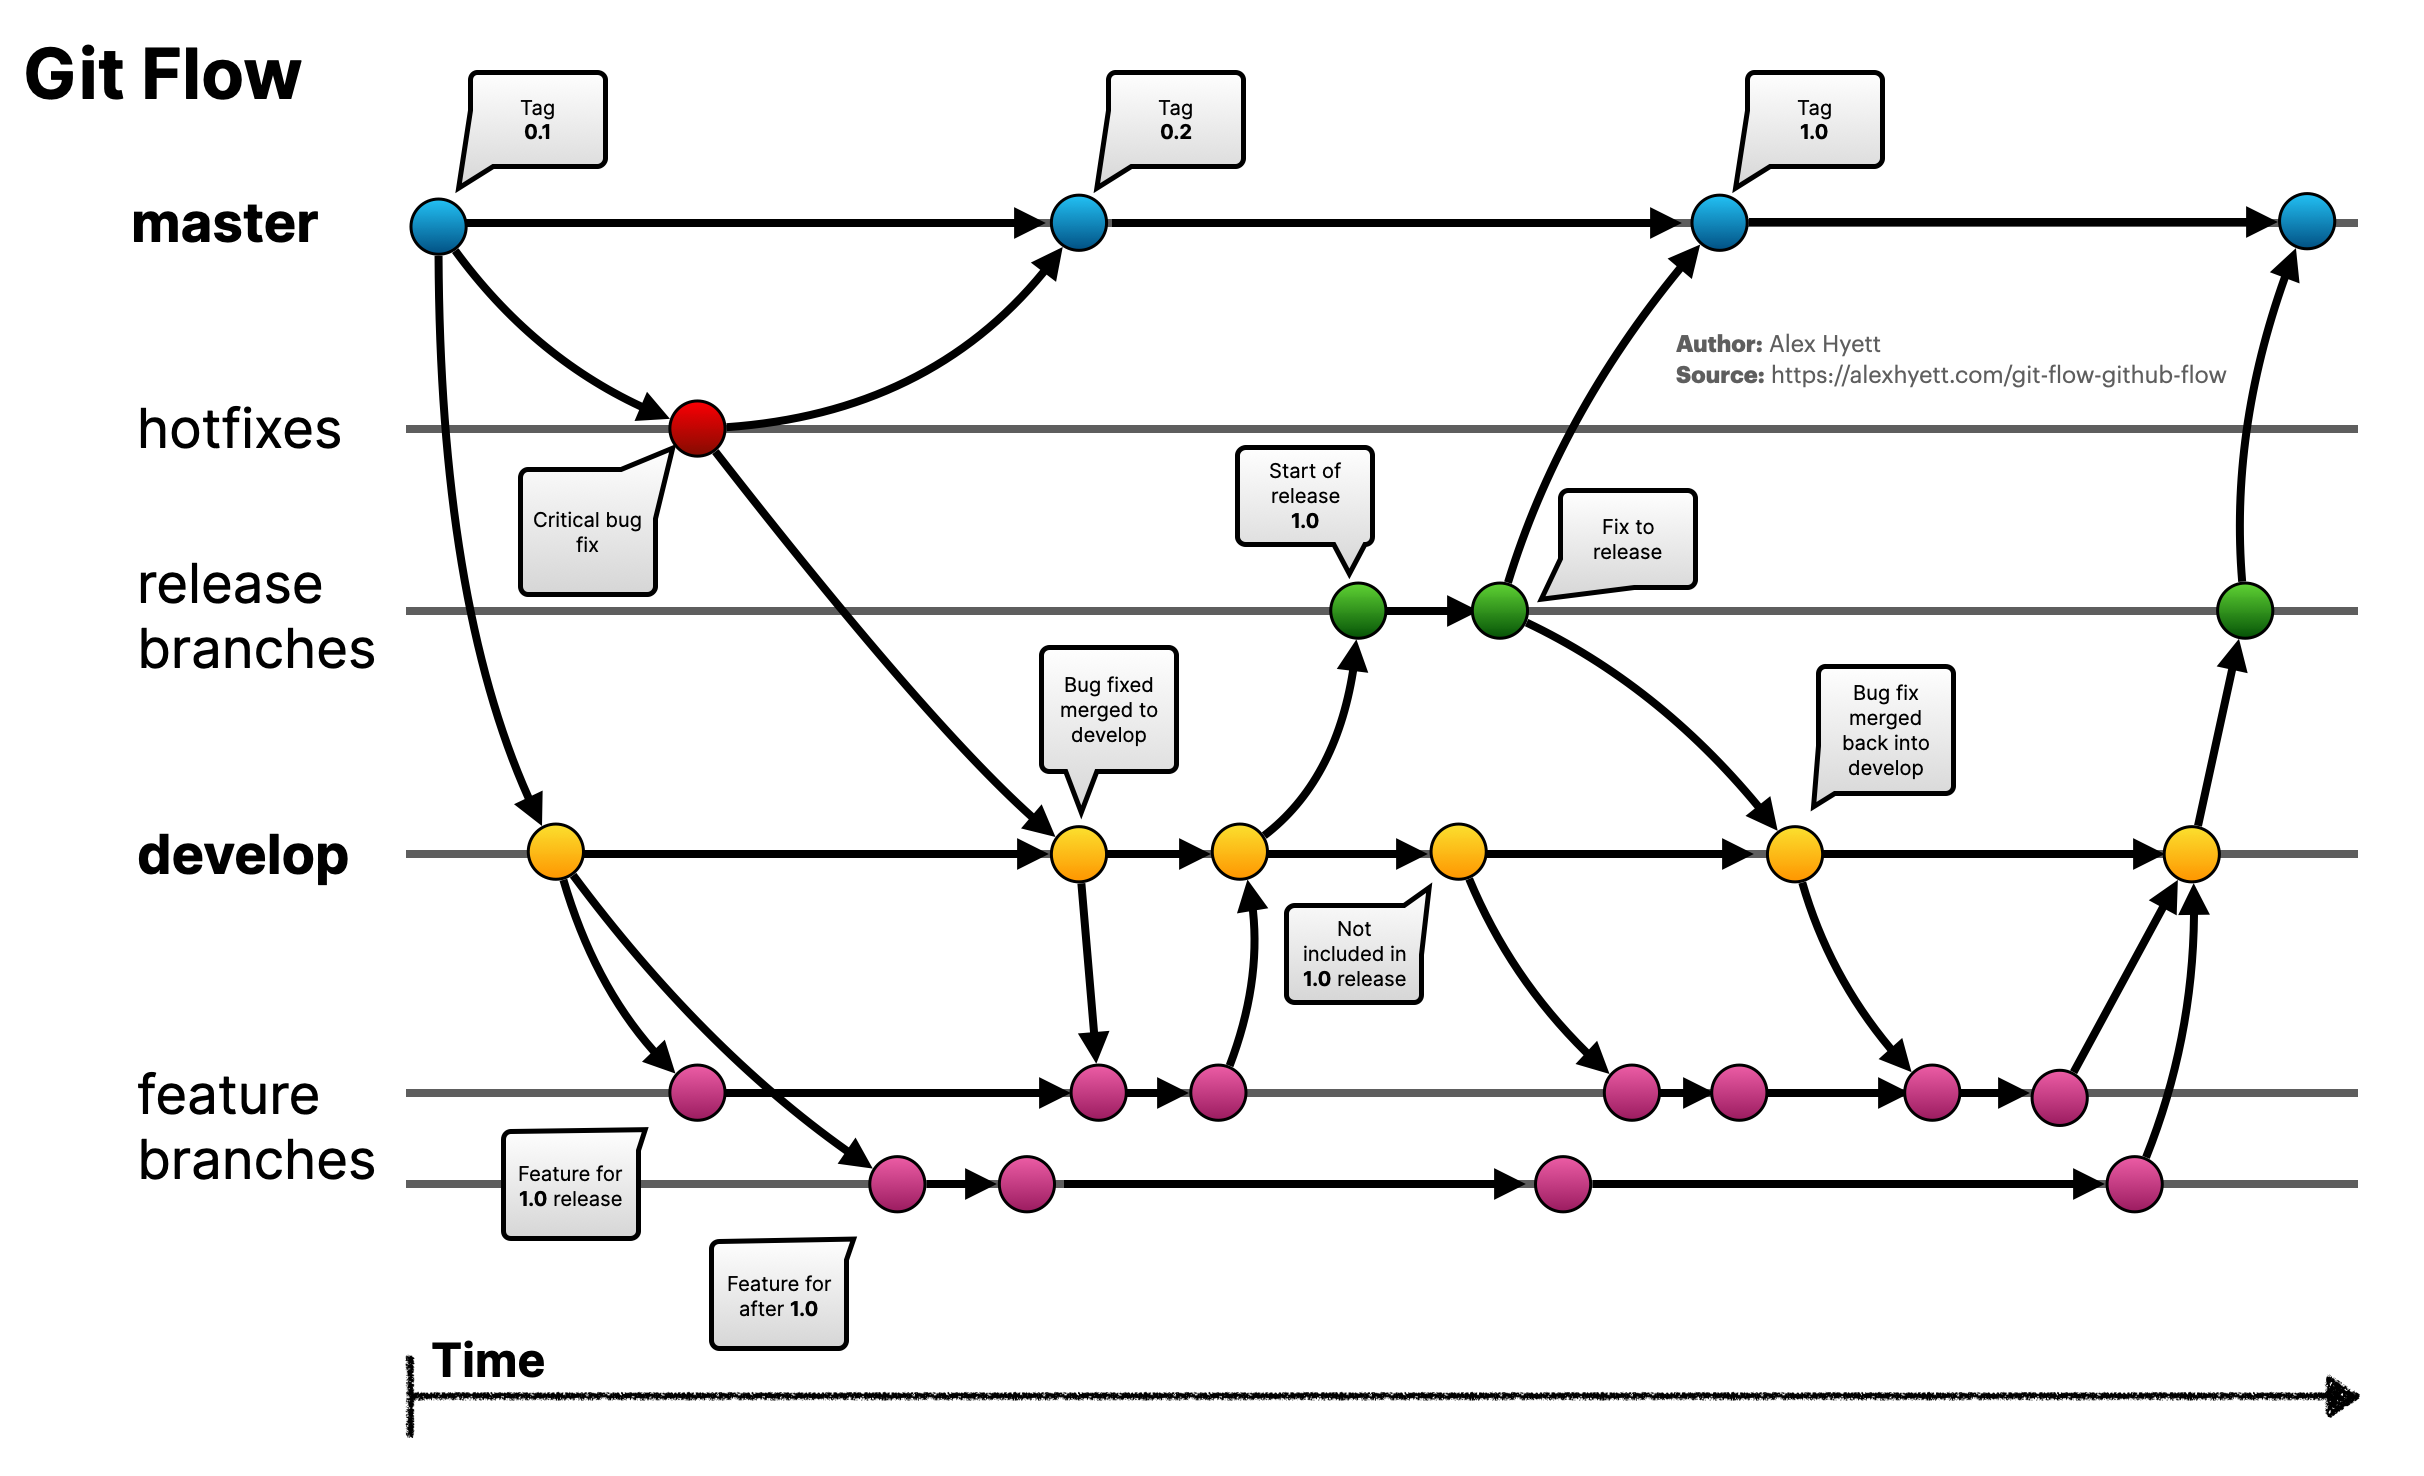 Git Flow
Tag
0.1
Tag
0.2
Tag
1.0
master
Author: Alex Hyett
Source: https://alexhyett.com/git-flow-github-flow
hotfixes
Critical bug
fix
Start of
release
1.0
Fix to
release
release
branches
Bug fixed
merged to
develop
Bug fix
merged
back into
develop
develop
Not
included in
1.0 release
feature
branches
Feature for
1.0 release
Feature for
after 1.0
Time